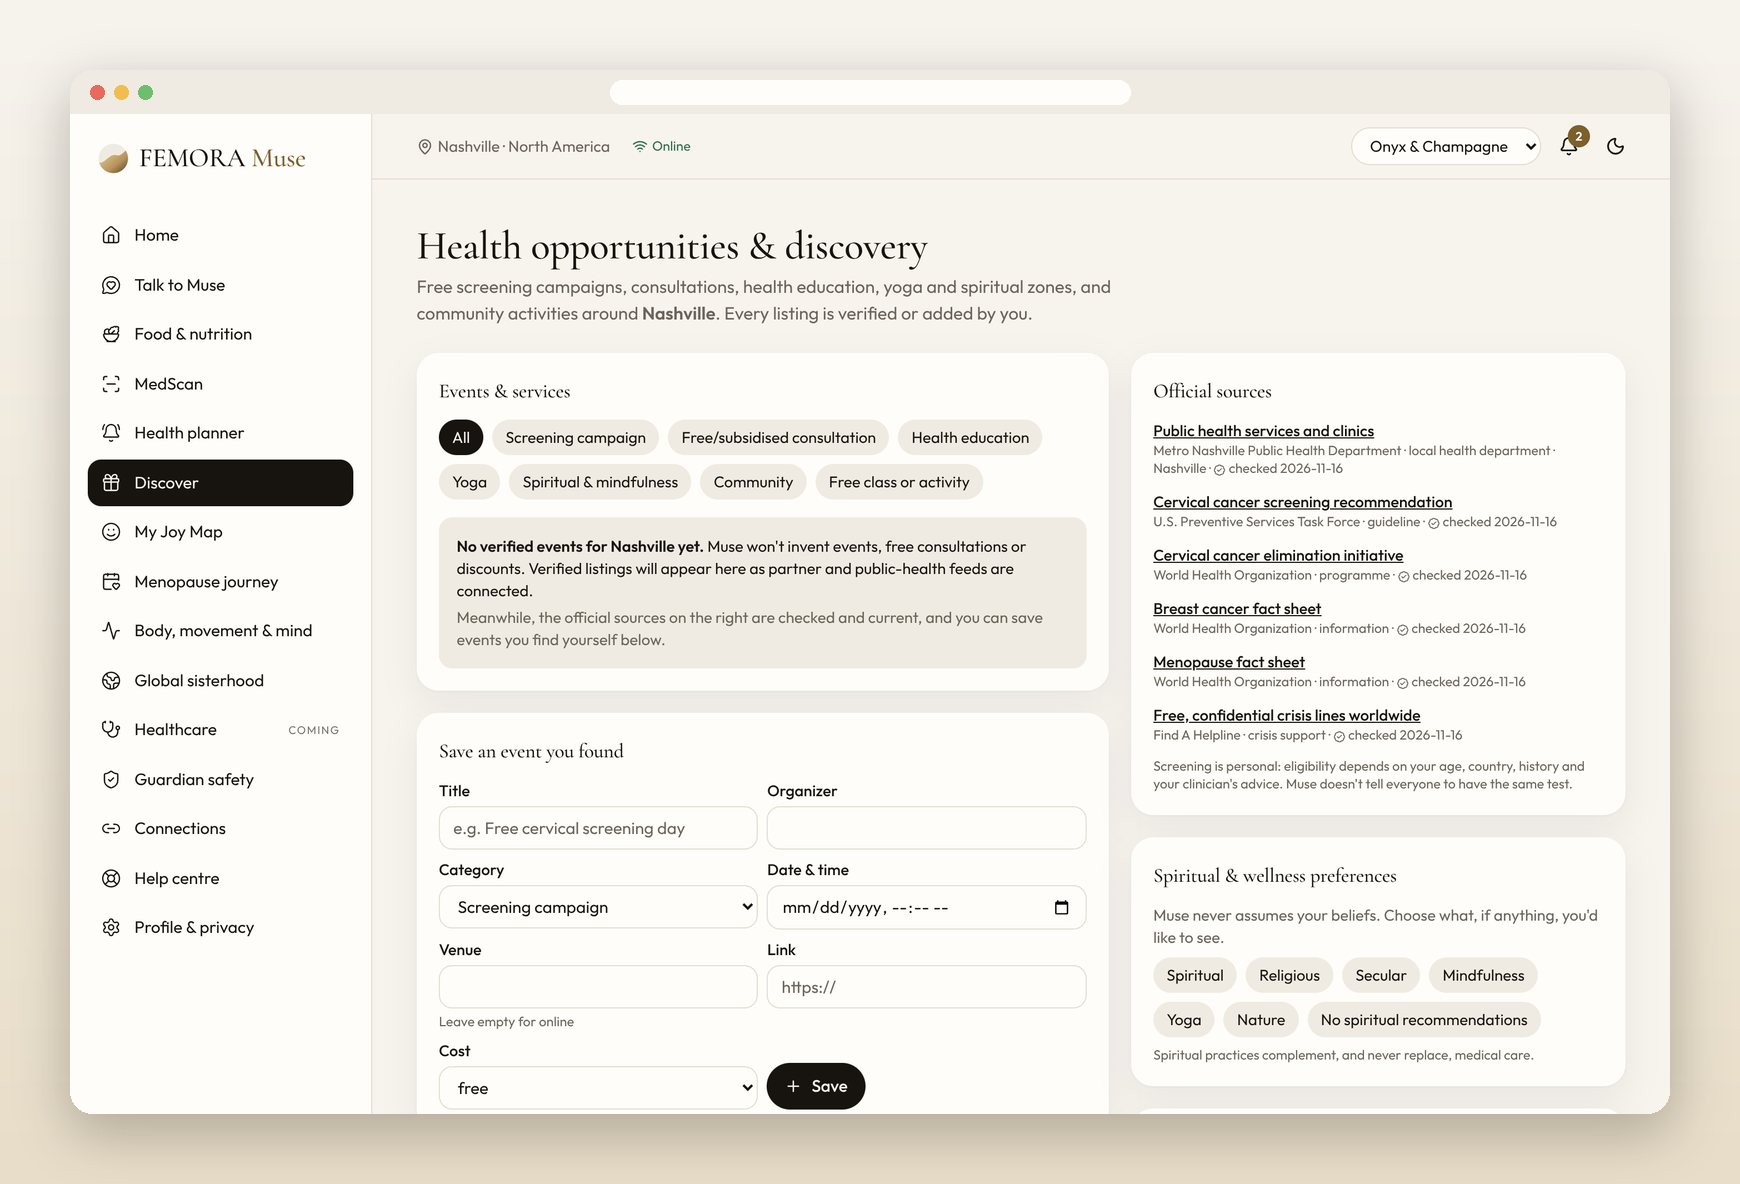 FEMORA Muse
Home
Talk to Muse
Food & nutrition
MedScan
Health planner
Discover
My Joy Map
Menopause journey
Body, movement & mind
Global sisterhood
Healthcare COMING
Guardian safety
Connections
Help centre
Profile & privacy
Nashville · North America Online Onyx & Champagne 2
Health opportunities & discovery
Free screening campaigns, consultations, health education, yoga and spiritual zones, and
community activities around Nashville. Every listing is verified or added by you.
Events & services
All Screening campaign Free/subsidised consultation Health education
Yoga Spiritual & mindfulness Community Free class or activity
No verified events for Nashville yet. Muse won't invent events, free consultations or
discounts. Verified listings will appear here as partner and public-health feeds are
connected.
Meanwhile, the official sources on the right are checked and current, and you can save
events you find yourself below.
Save an event you found
Title Organizer
e.g. Free cervical screening day
Category Date & time
Screening campaign mm/dd/yyyy, --:-- --
Venue Link
https://
Leave empty for online
Cost
free + Save
Official sources
Public health services and clinics
Metro Nashville Public Health Department · local health department ·
Nashville · checked 2026-11-16
Cervical cancer screening recommendation
U.S. Preventive Services Task Force · guideline · checked 2026-11-16
Cervical cancer elimination initiative
World Health Organization · programme · checked 2026-11-16
Breast cancer fact sheet
World Health Organization · information · checked 2026-11-16
Menopause fact sheet
World Health Organization · information · checked 2026-11-16
Free, confidential crisis lines worldwide
Find A Helpline · crisis support · checked 2026-11-16
Screening is personal: eligibility depends on your age, country, history and
your clinician's advice. Muse doesn't tell everyone to have the same test.
Spiritual & wellness preferences
Muse never assumes your beliefs. Choose what, if anything, you'd
like to see.
Spiritual Religious Secular Mindfulness
Yoga Nature No spiritual recommendations
Spiritual practices complement, and never replace, medical care.